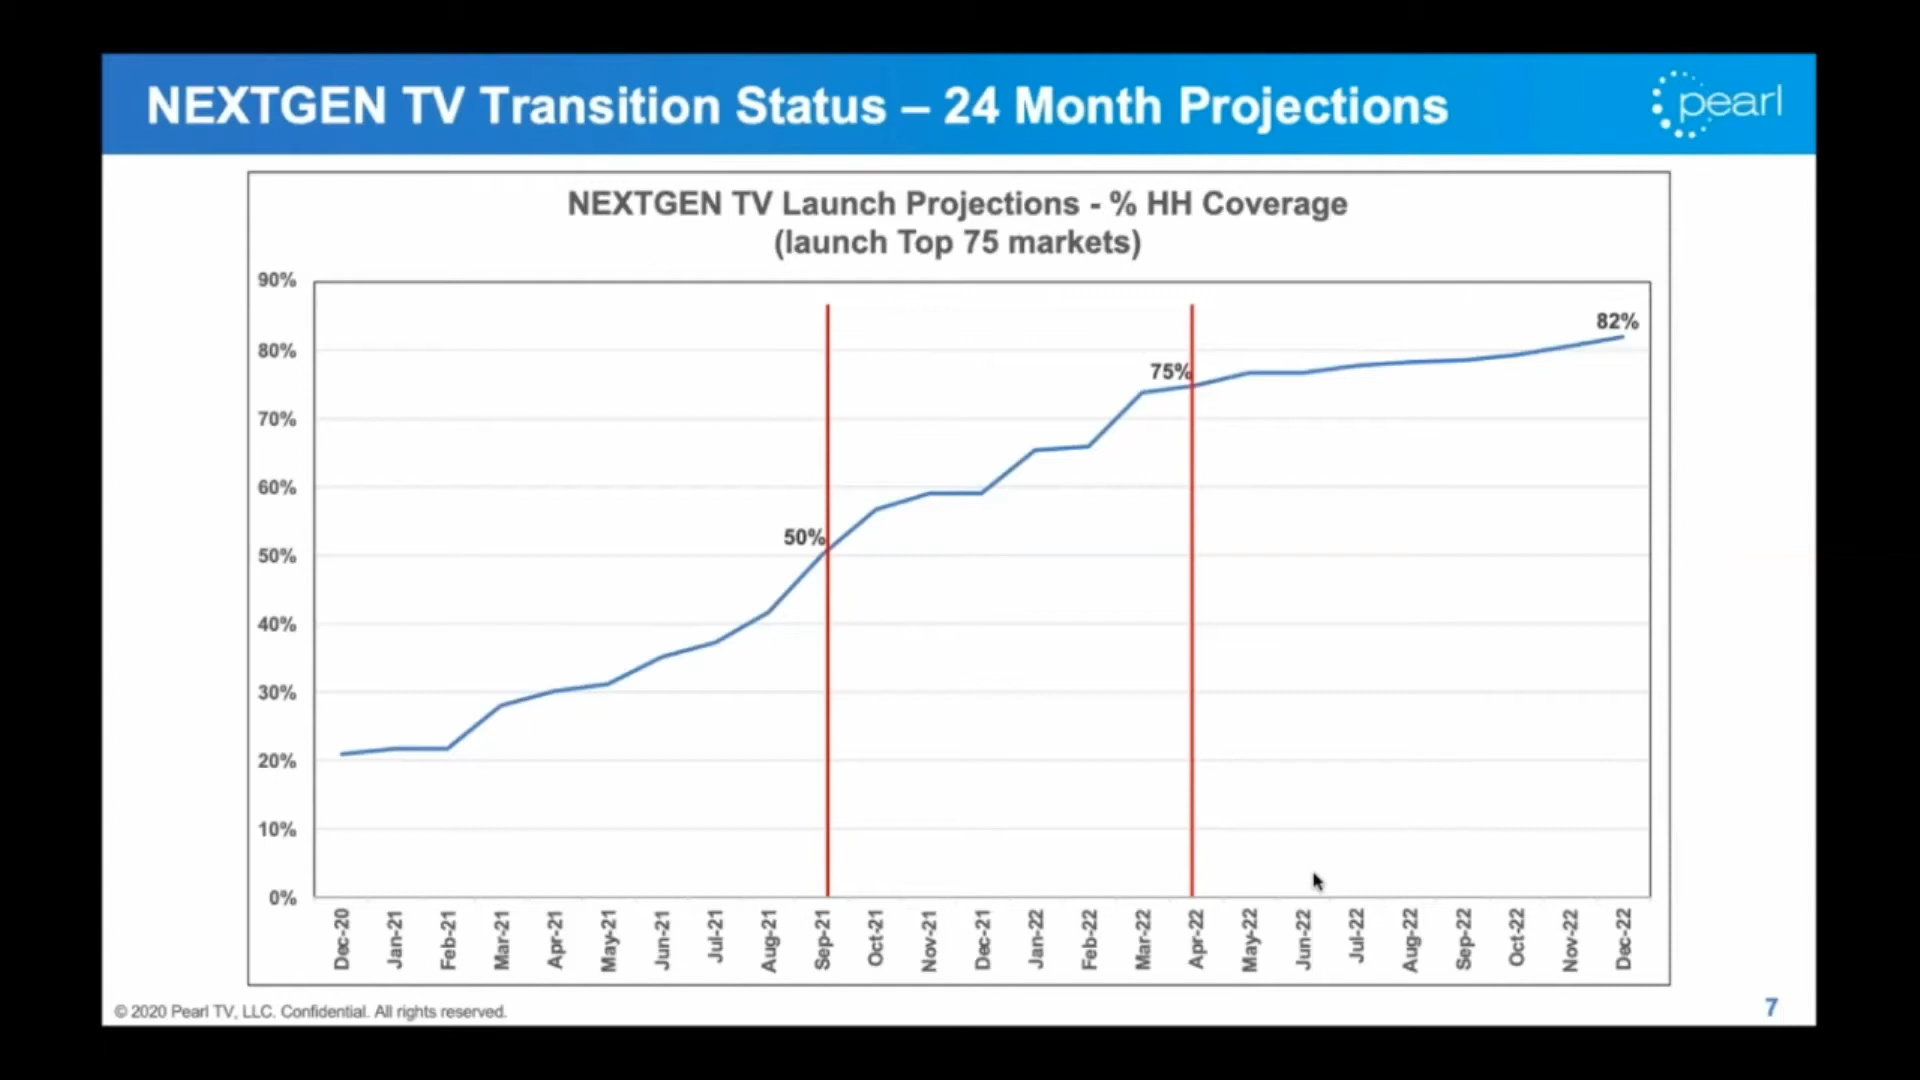 NEXTGEN TV Transition Status – 24 Month Projections
pearl
NEXTGEN TV Launch Projections - % HH Coverage
(launch Top 75 markets)
90%
80%
70%
60%
50%
40%
30%
20%
10%
0%
50%
75%
82%
Dec-20
Jan-21
Feb-21
Mar-21
Apr-21
May-21
Jun-21
Jul-21
Aug-21
Sep-21
Oct-21
Nov-21
Dec-21
Jan-22
Feb-22
Mar-22
Apr-22
May-22
Jun-22
Jul-22
Aug-22
Sep-22
Oct-22
Nov-22
Dec-22
© 2020 Pearl TV, LLC. Confidential. All rights reserved.
7